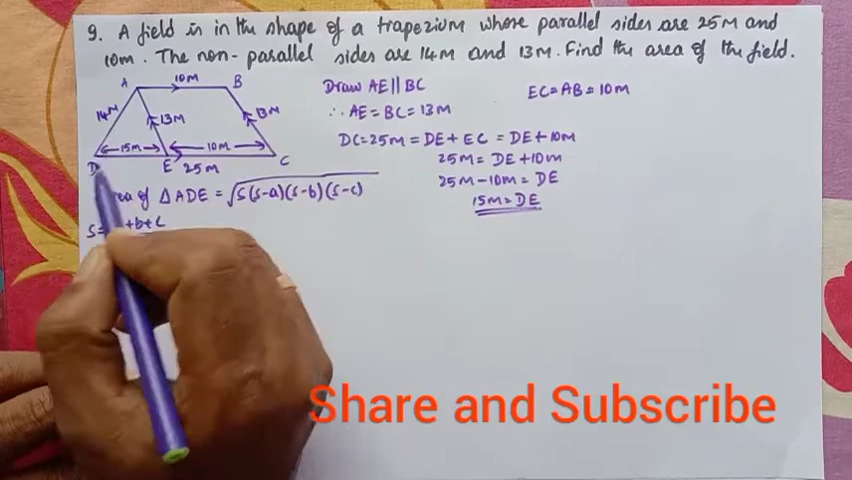 9. A field is in the shape of a trapezium whose parallel sides are 25M and
10m. The non-parallel sides are 14M and 13M. Find the area of the field.
A 10M B
14M 13M 13M
15M 10M
D E 25M C
Draw AE || BC
∴ AE = BC = 13M
EC = AB = 10M
DC = 25M = DE + EC = DE + 10M
25M = DE + 10M
25M - 10M = DE
15M = DE
rea of △ ADE = √S(S-a)(S-b)(S-c)
S= +b+c
Share and Subscribe